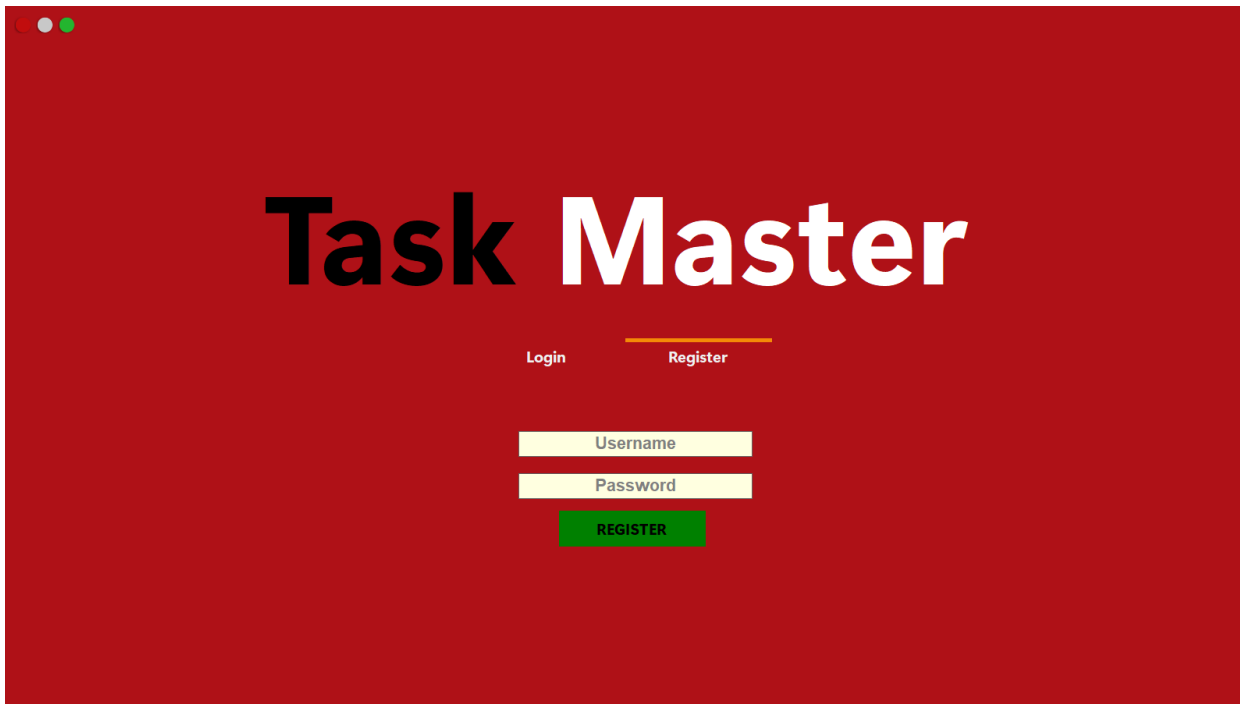 Task Master
Login Register
Username
Password
REGISTER